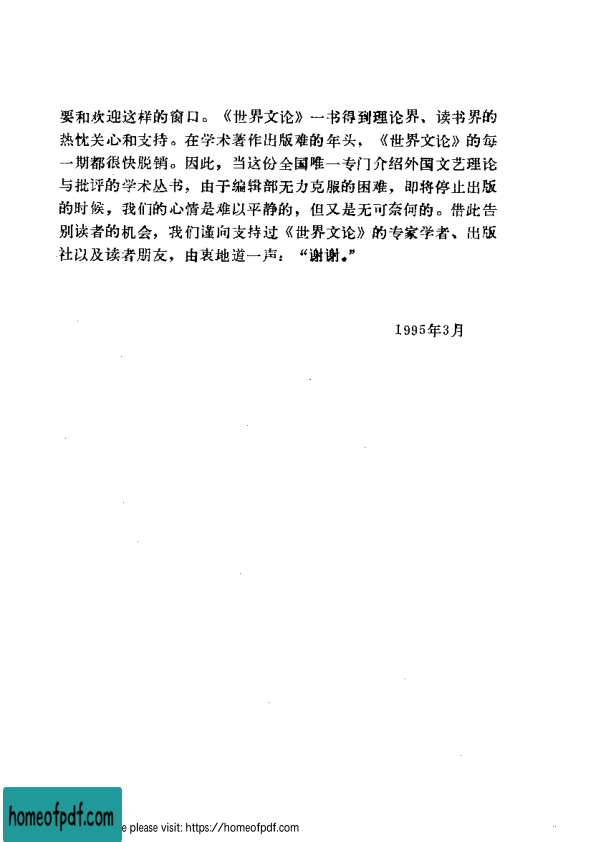 要和欢迎这样的窗口。《世界文论》一书得到理论界、读书界的
热忱关心和支持。在学术著作出版难的年头，《世界文论》的每
一期都很快脱销。因此，当这份全国唯一专门介绍外国文艺理论
与批评的学术丛书，由于编辑部无力克服的困难，即将停止出版
的时候，我们的心情是难以平静的，但又是无可奈何的。借此告
别读者的机会，我们谨向支持过《世界文论》的专家学者、出版
社以及读者朋友，由衷地道一声：“谢谢。”
1995年3月
homeofpdf.com
e please visit: https://homeofpdf.com